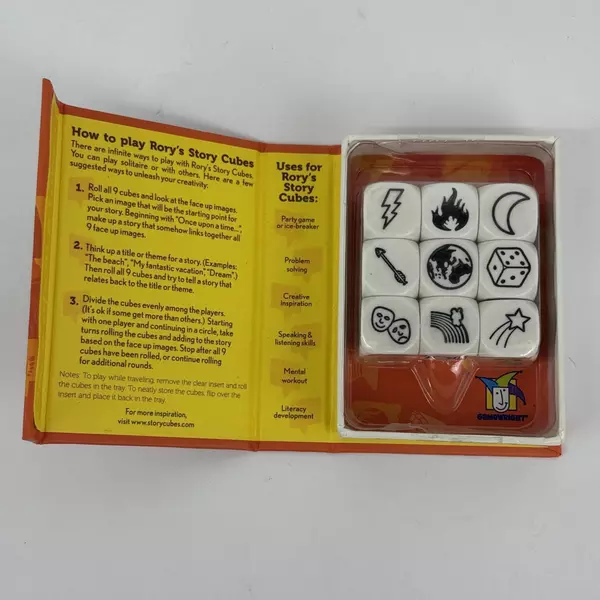 How to play Rory's Story Cubes
There are infinite ways to play with Rory's Story Cubes.
You can play solitaire or with others. Here are a few
suggested ways to unleash your creativity:
1. Roll all 9 cubes and look at the face up images.
Pick an image that will be the starting point for
your story. Beginning with "Once upon a time...",
make up a story that somehow links together all
9 face up images.
2. Think up a title or theme for a story. (Examples:
"The beach", "My fantastic vacation", "Dream".)
Then roll all 9 cubes and try to tell a story that
relates back to the title or theme.
3. Divide the cubes evenly among the players.
(It's ok if some get more than others.) Starting
with one player and continuing in a circle, take
turns rolling the cubes and adding to the story
based on the face up images. Stop after all 9
cubes have been rolled, or continue rolling
for additional rounds.
Notes: To play while traveling, remove the clear insert and roll
the cubes in the tray. To neatly store the cubes, flip over the
insert and place it back in the tray.
For more inspiration,
visit www.storycubes.com
Uses for
Rory's
Story
Cubes:
Party game
or ice-breaker
Problem
solving
Creative
inspiration
Speaking &
listening skills
Mental
workout
Literacy
development
GAMEWRIGHT